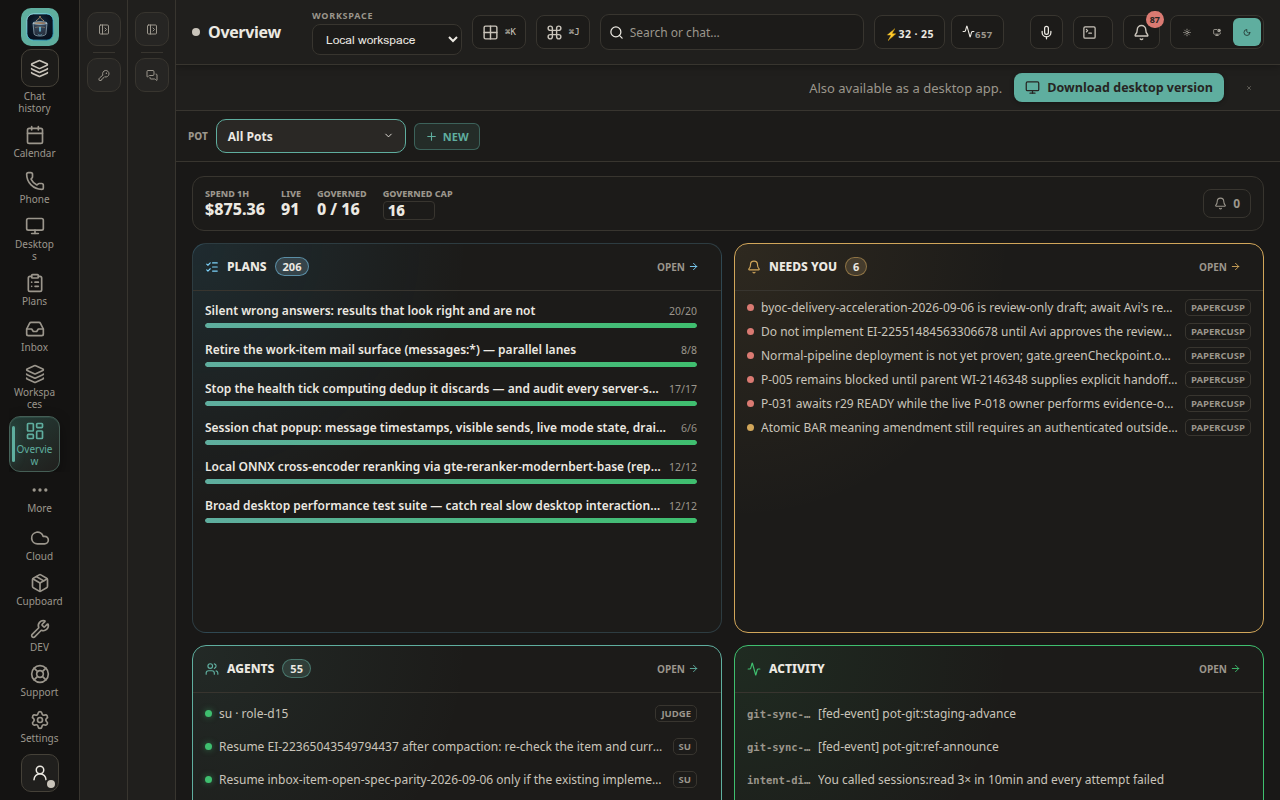 Chat history
Calendar
Phone
Desktops
Plans
Inbox
Workspaces
Overview
More
Cloud
Cupboard
DEV
Support
Settings
Overview
WORKSPACE
Local workspace
⌘K
⌘J
Search or chat...
⚡32 · 25
657
87
Also available as a desktop app.
Download desktop version
×
POT
All Pots
+ NEW
SPEND 1H
$875.36
LIVE
91
GOVERNED
0 / 16
GOVERNED CAP
16
0
PLANS 206
OPEN →
Silent wrong answers: results that look right and are not 20/20
Retire the work-item mail surface (messages:*) — parallel lanes 8/8
Stop the health tick computing dedup it discards — and audit every server-s... 17/17
Session chat popup: message timestamps, visible sends, live mode state, drai... 6/6
Local ONNX cross-encoder reranking via gte-reranker-modernbert-base (rep... 12/12
Broad desktop performance test suite — catch real slow desktop interaction... 12/12
NEEDS YOU 6
OPEN →
byoc-delivery-acceleration-2026-09-06 is review-only draft; await Avi's re... PAPERCUSP
Do not implement EI-22551484563306678 until Avi approves the review... PAPERCUSP
Normal-pipeline deployment is not yet proven; gate.greenCheckpoint.o... PAPERCUSP
P-005 remains blocked until parent WI-2146348 supplies explicit handoff... PAPERCUSP
P-031 awaits r29 READY while the live P-018 owner performs evidence-o... PAPERCUSP
Atomic BAR meaning amendment still requires an authenticated outside... PAPERCUSP
AGENTS 55
OPEN →
su · role-d15 JUDGE
Resume EI-22365043549794437 after compaction: re-check the item and curr... SU
Resume inbox-item-open-spec-parity-2026-09-06 only if the existing impleme... SU
ACTIVITY
OPEN →
git-sync-… [fed-event] pot-git:staging-advance
git-sync-… [fed-event] pot-git:ref-announce
intent-di… You called sessions:read 3× in 10min and every attempt failed